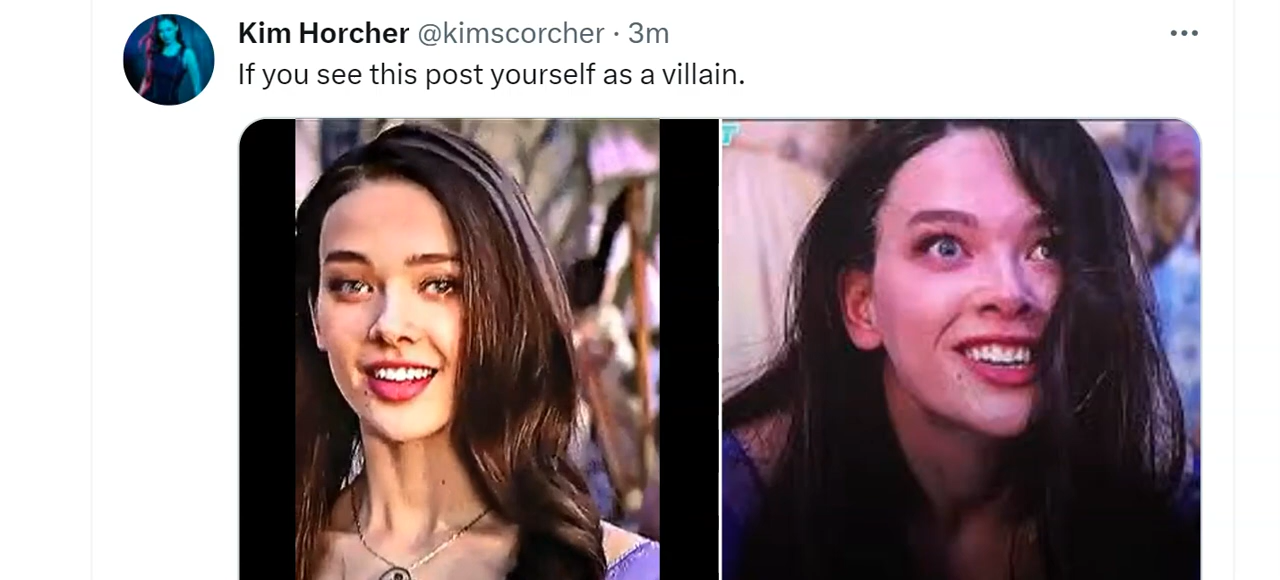 Kim Horcher @kimscorcher · 3m
If you see this post yourself as a villain.